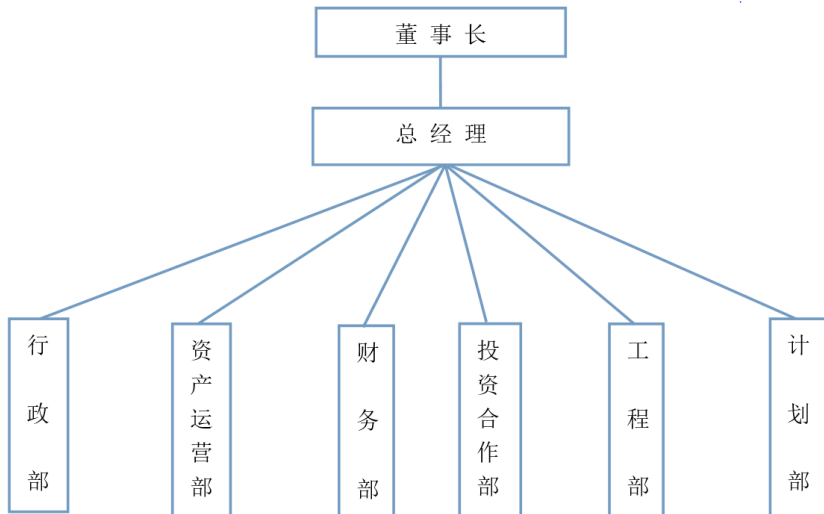 董事长
总经理
行政部
资产运营部
财务部
投资合作部
工程部
计划部